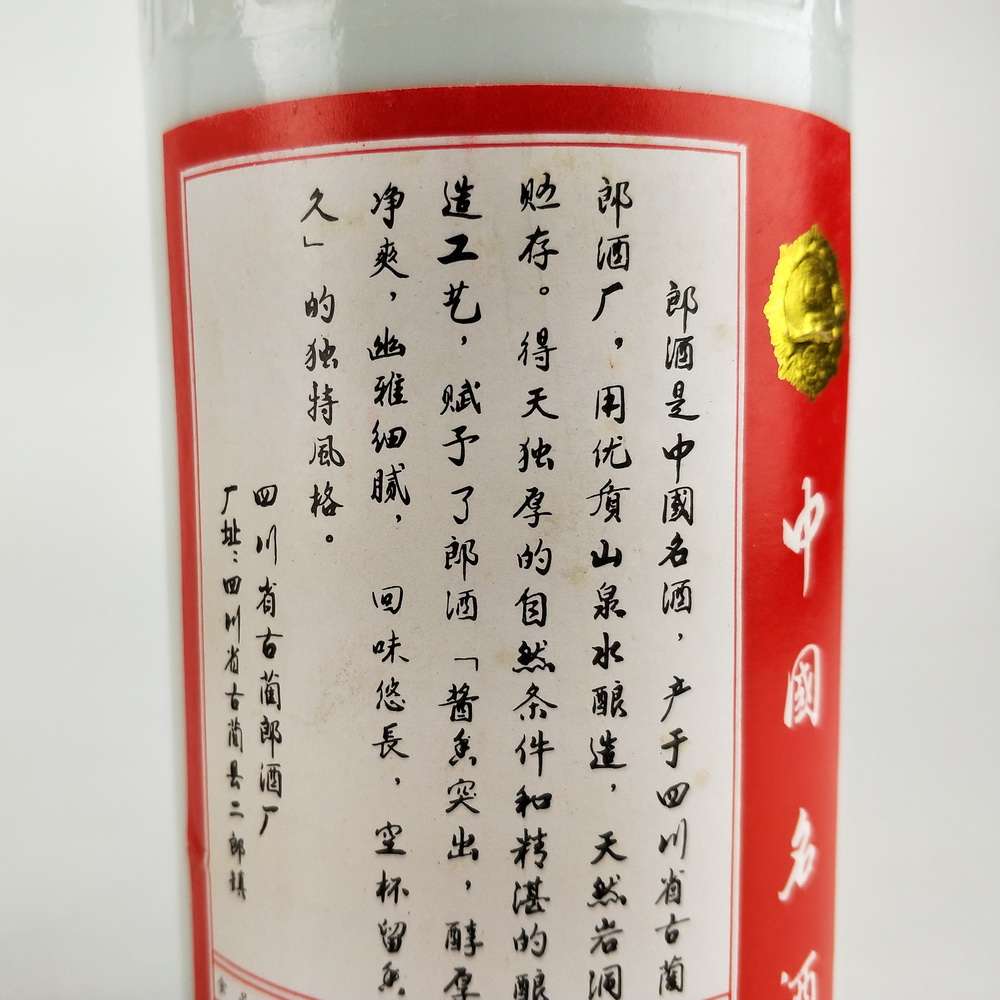 中國名酒
郎酒是中國名酒，产于四川省古蔺
郎酒厂，用优质山泉水酿造，天然岩洞
贮存。得天独厚的自然条件和精湛的酿
造工艺，赋予了郎酒「酱香突出，醇厚
净爽，幽雅细腻，回味悠長，空杯留香
久」的独特風格。
四川省古蔺郎酒厂
厂址：四川省古蔺县二郎镇